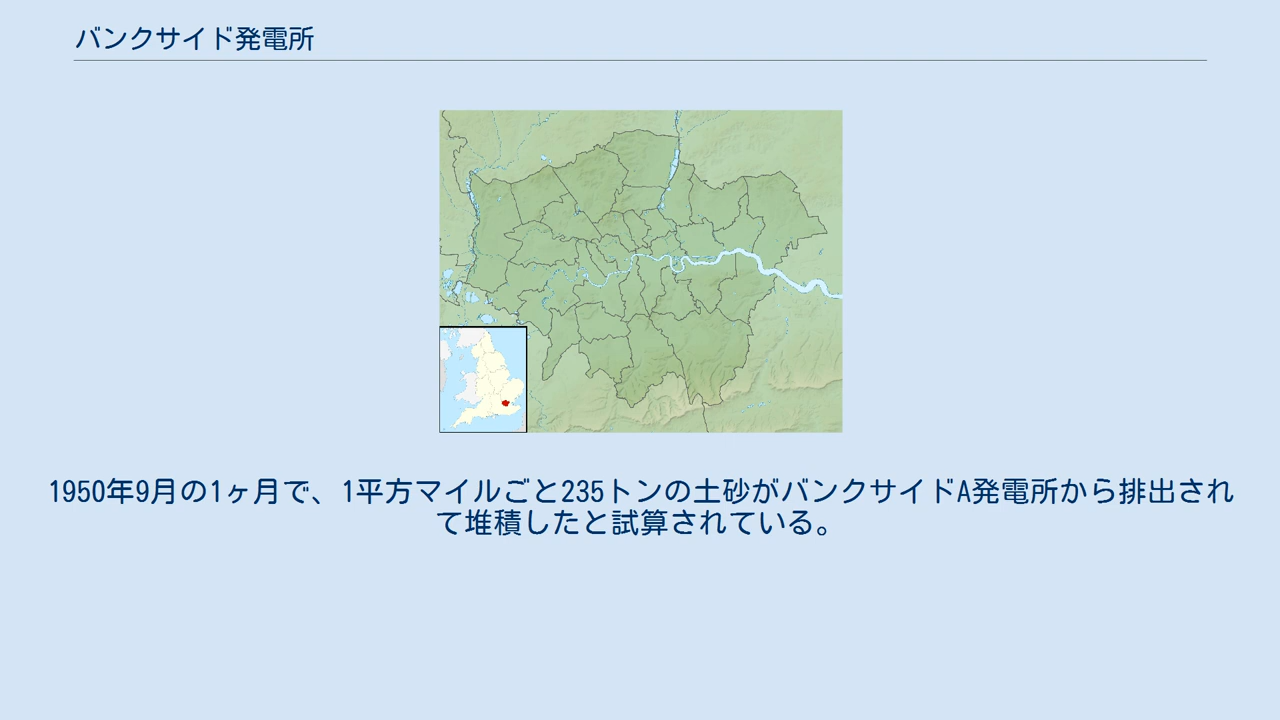 バンクサイド発電所
1950年9月の1ヶ月で、1平方マイルごと235トンの土砂がバンクサイドA発電所から排出され
て堆積したと試算されている。